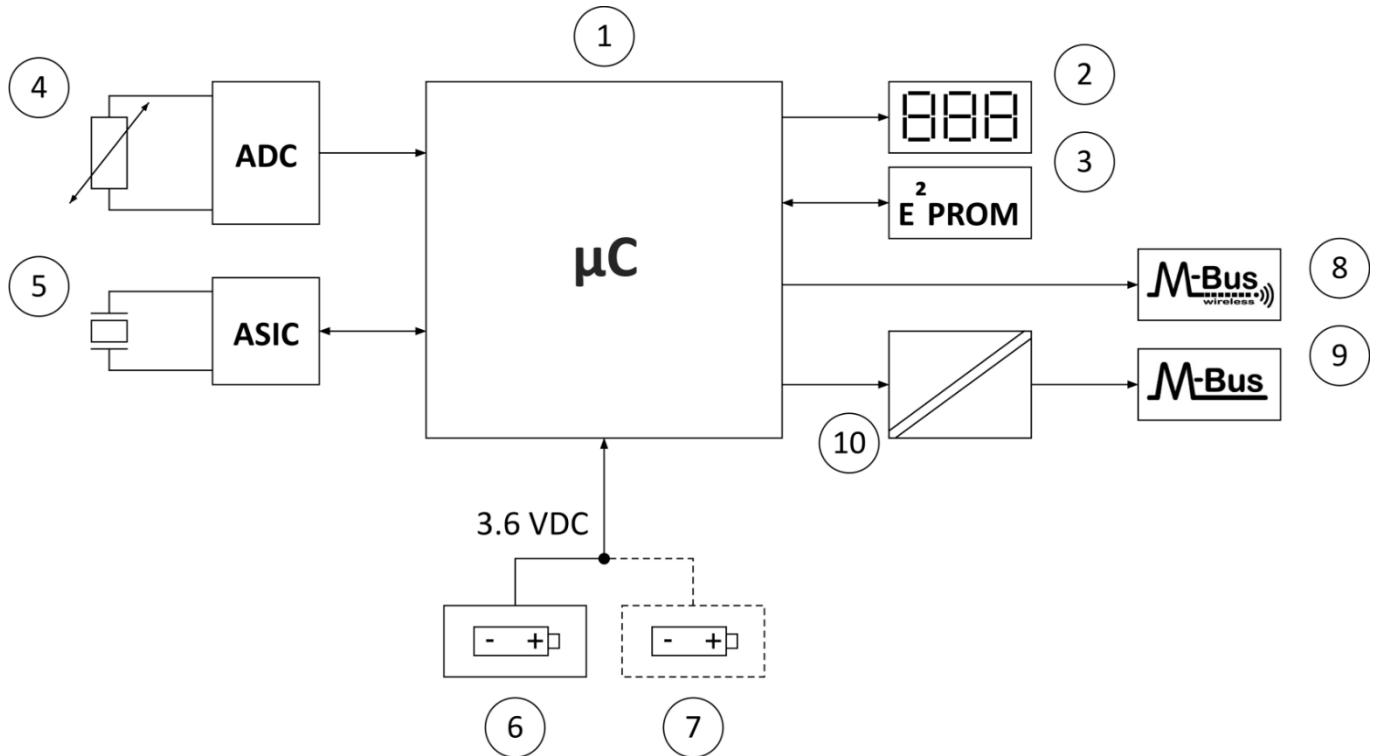 1
2
4
888
3
ADC
E²PROM
µC
8
M-Bus
wireless
5
ASIC
9
M-Bus
10
3.6 VDC
- +
- +
6
7